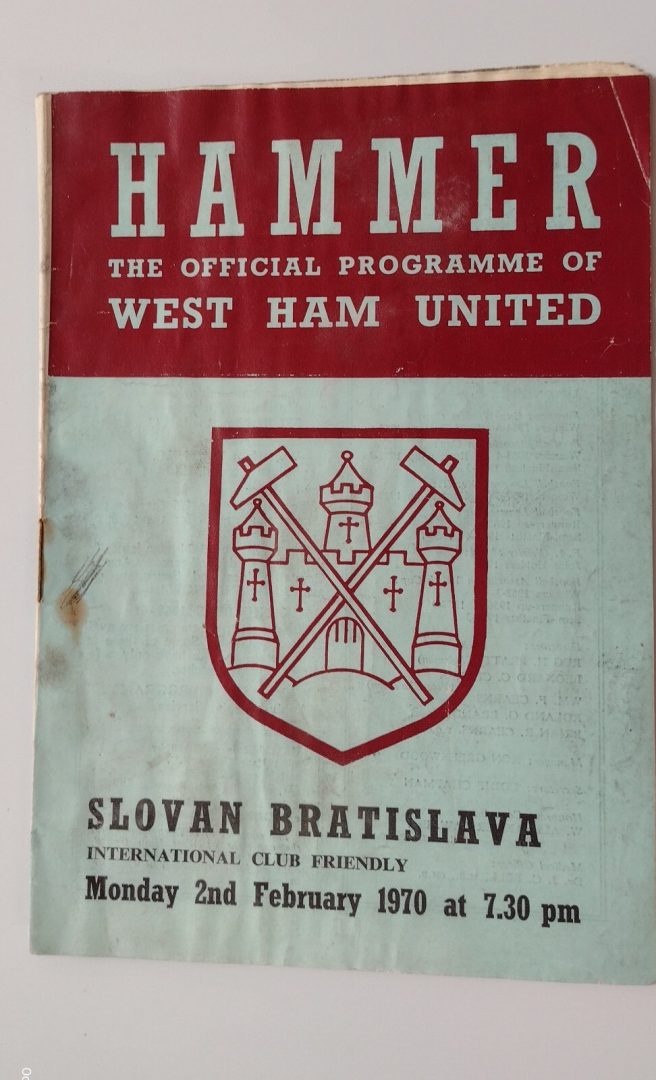 HAMMER
THE OFFICIAL PROGRAMME OF
WEST HAM UNITED
SLOVAN BRATISLAVA
INTERNATIONAL CLUB FRIENDLY
Monday 2nd February 1970 at 7.30 pm